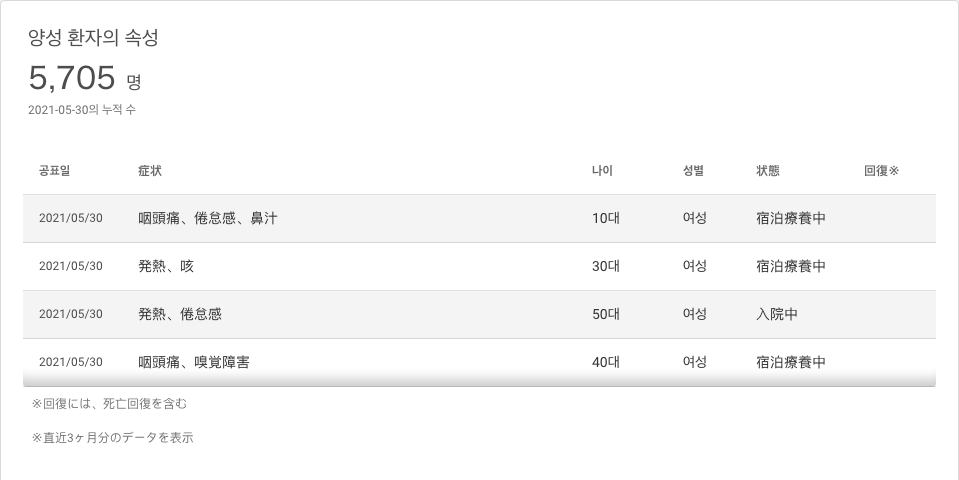 양성 환자의 속성
5,705 명
2021-05-30의 누적 수
공표일 症状 나이 성별 状態 回復※
2021/05/30 咽頭痛、倦怠感、鼻汁 10대 여성 宿泊療養中
2021/05/30 発熱、咳 30대 여성 宿泊療養中
2021/05/30 発熱、倦怠感 50대 여성 入院中
2021/05/30 咽頭痛、嗅覚障害 40대 여성 宿泊療養中
※回復には、死亡回復を含む
※直近3ヶ月分のデータを表示